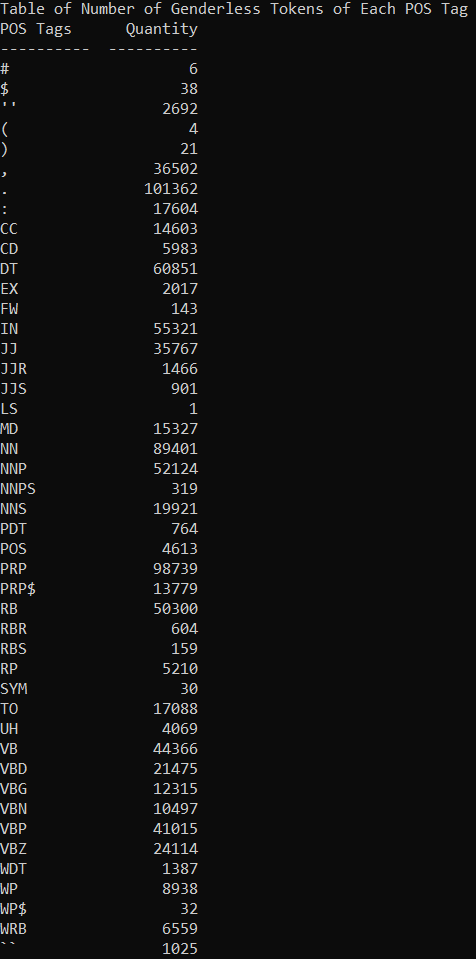 Table of Number of Genderless Tokens of Each POS Tag
POS Tags      Quantity
----------  ----------
#                    6
$                   38
''                2692
(                    4
)                   21
,                36502
.               101362
:                17604
CC               14603
CD                5983
DT               60851
EX                2017
FW                 143
IN               55321
JJ               35767
JJR               1466
JJS                901
LS                   1
MD               15327
NN               89401
NNP              52124
NNPS               319
NNS              19921
PDT                764
POS               4613
PRP              98739
PRP$             13779
RB               50300
RBR                604
RBS                159
RP                5210
SYM                 30
TO               17088
UH                4069
VB               44366
VBD              21475
VBG              12315
VBN              10497
VBP              41015
VBZ              24114
WDT               1387
WP                8938
WP$                 32
WRB               6559
``                1025